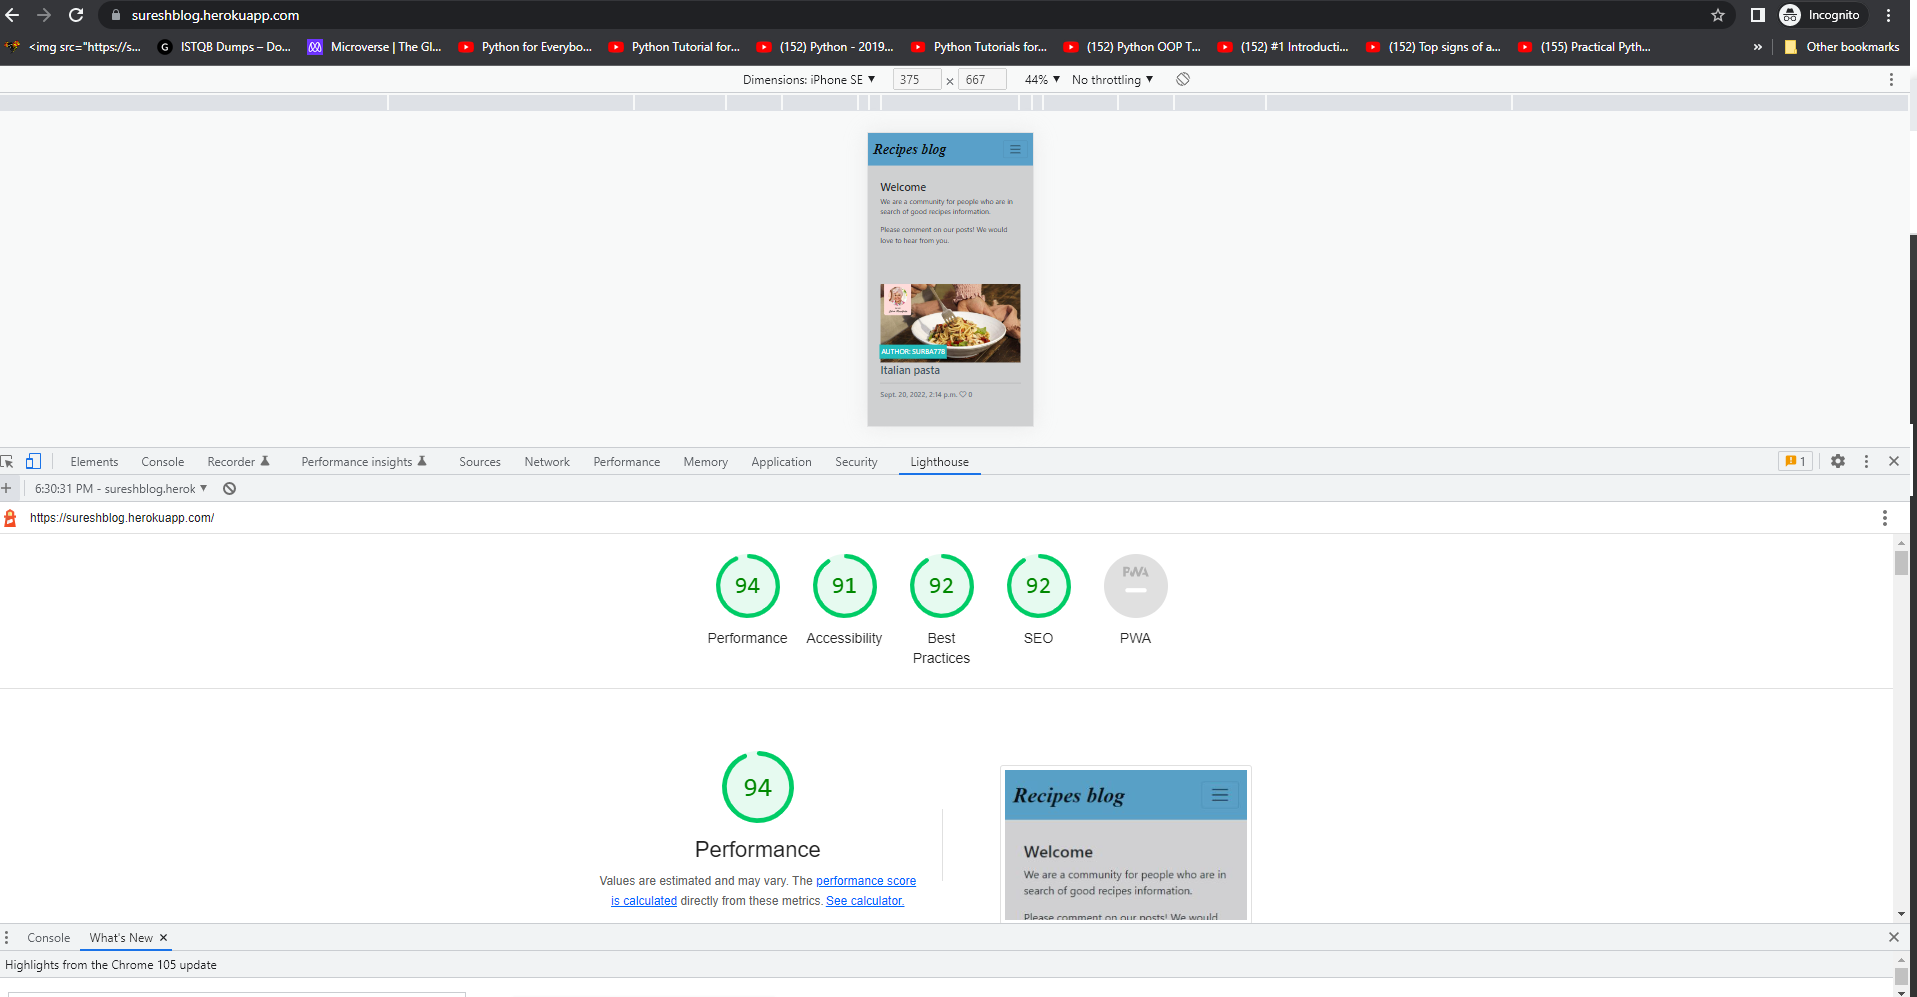 sureshblog.herokuapp.com
Incognito
<img src="https://s...
ISTQB Dumps – Do...
Microverse | The Gl...
Python for Everybo...
Python Tutorial for...
(152) Python - 2019...
Python Tutorials for...
(152) Python OOP T...
(152) #1 Introducti...
(152) Top signs of a...
(155) Practical Pyth...
»
Other bookmarks
Dimensions: iPhone SE
375
×
667
44%
No throttling
Recipes blog
Welcome
We are a community for people who are in
search of good recipes information.
Please comment on our posts! We would
love to hear from you.
AUTHOR: SURBA778
Italian pasta
Sept. 20, 2022, 2:14 p.m. 0
Elements
Console
Recorder
Performance insights
Sources
Network
Performance
Memory
Application
Security
Lighthouse
1
6:30:31 PM - sureshblog.herok
https://sureshblog.herokuapp.com/
94
91
92
92
PWA
Performance
Accessibility
Best
Practices
SEO
PWA
94
Performance
Values are estimated and may vary. The performance score
is calculated directly from these metrics. See calculator.
Recipes blog
Welcome
We are a community for people who are in
search of good recipes information.
Please comment on our posts! We would
Console
What's New
Highlights from the Chrome 105 update